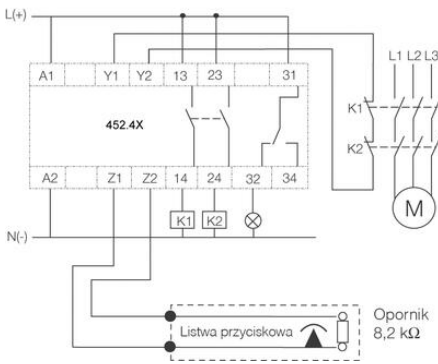 L(+)
A1 Y1 Y2 13 23 31
452.4X
A2 Z1 Z2 14 24 32 34
K1 K2
N(-)
L1 L2 L3
K1
K2
M
Listwa przyciskowa
Opornik
8,2 kΩ